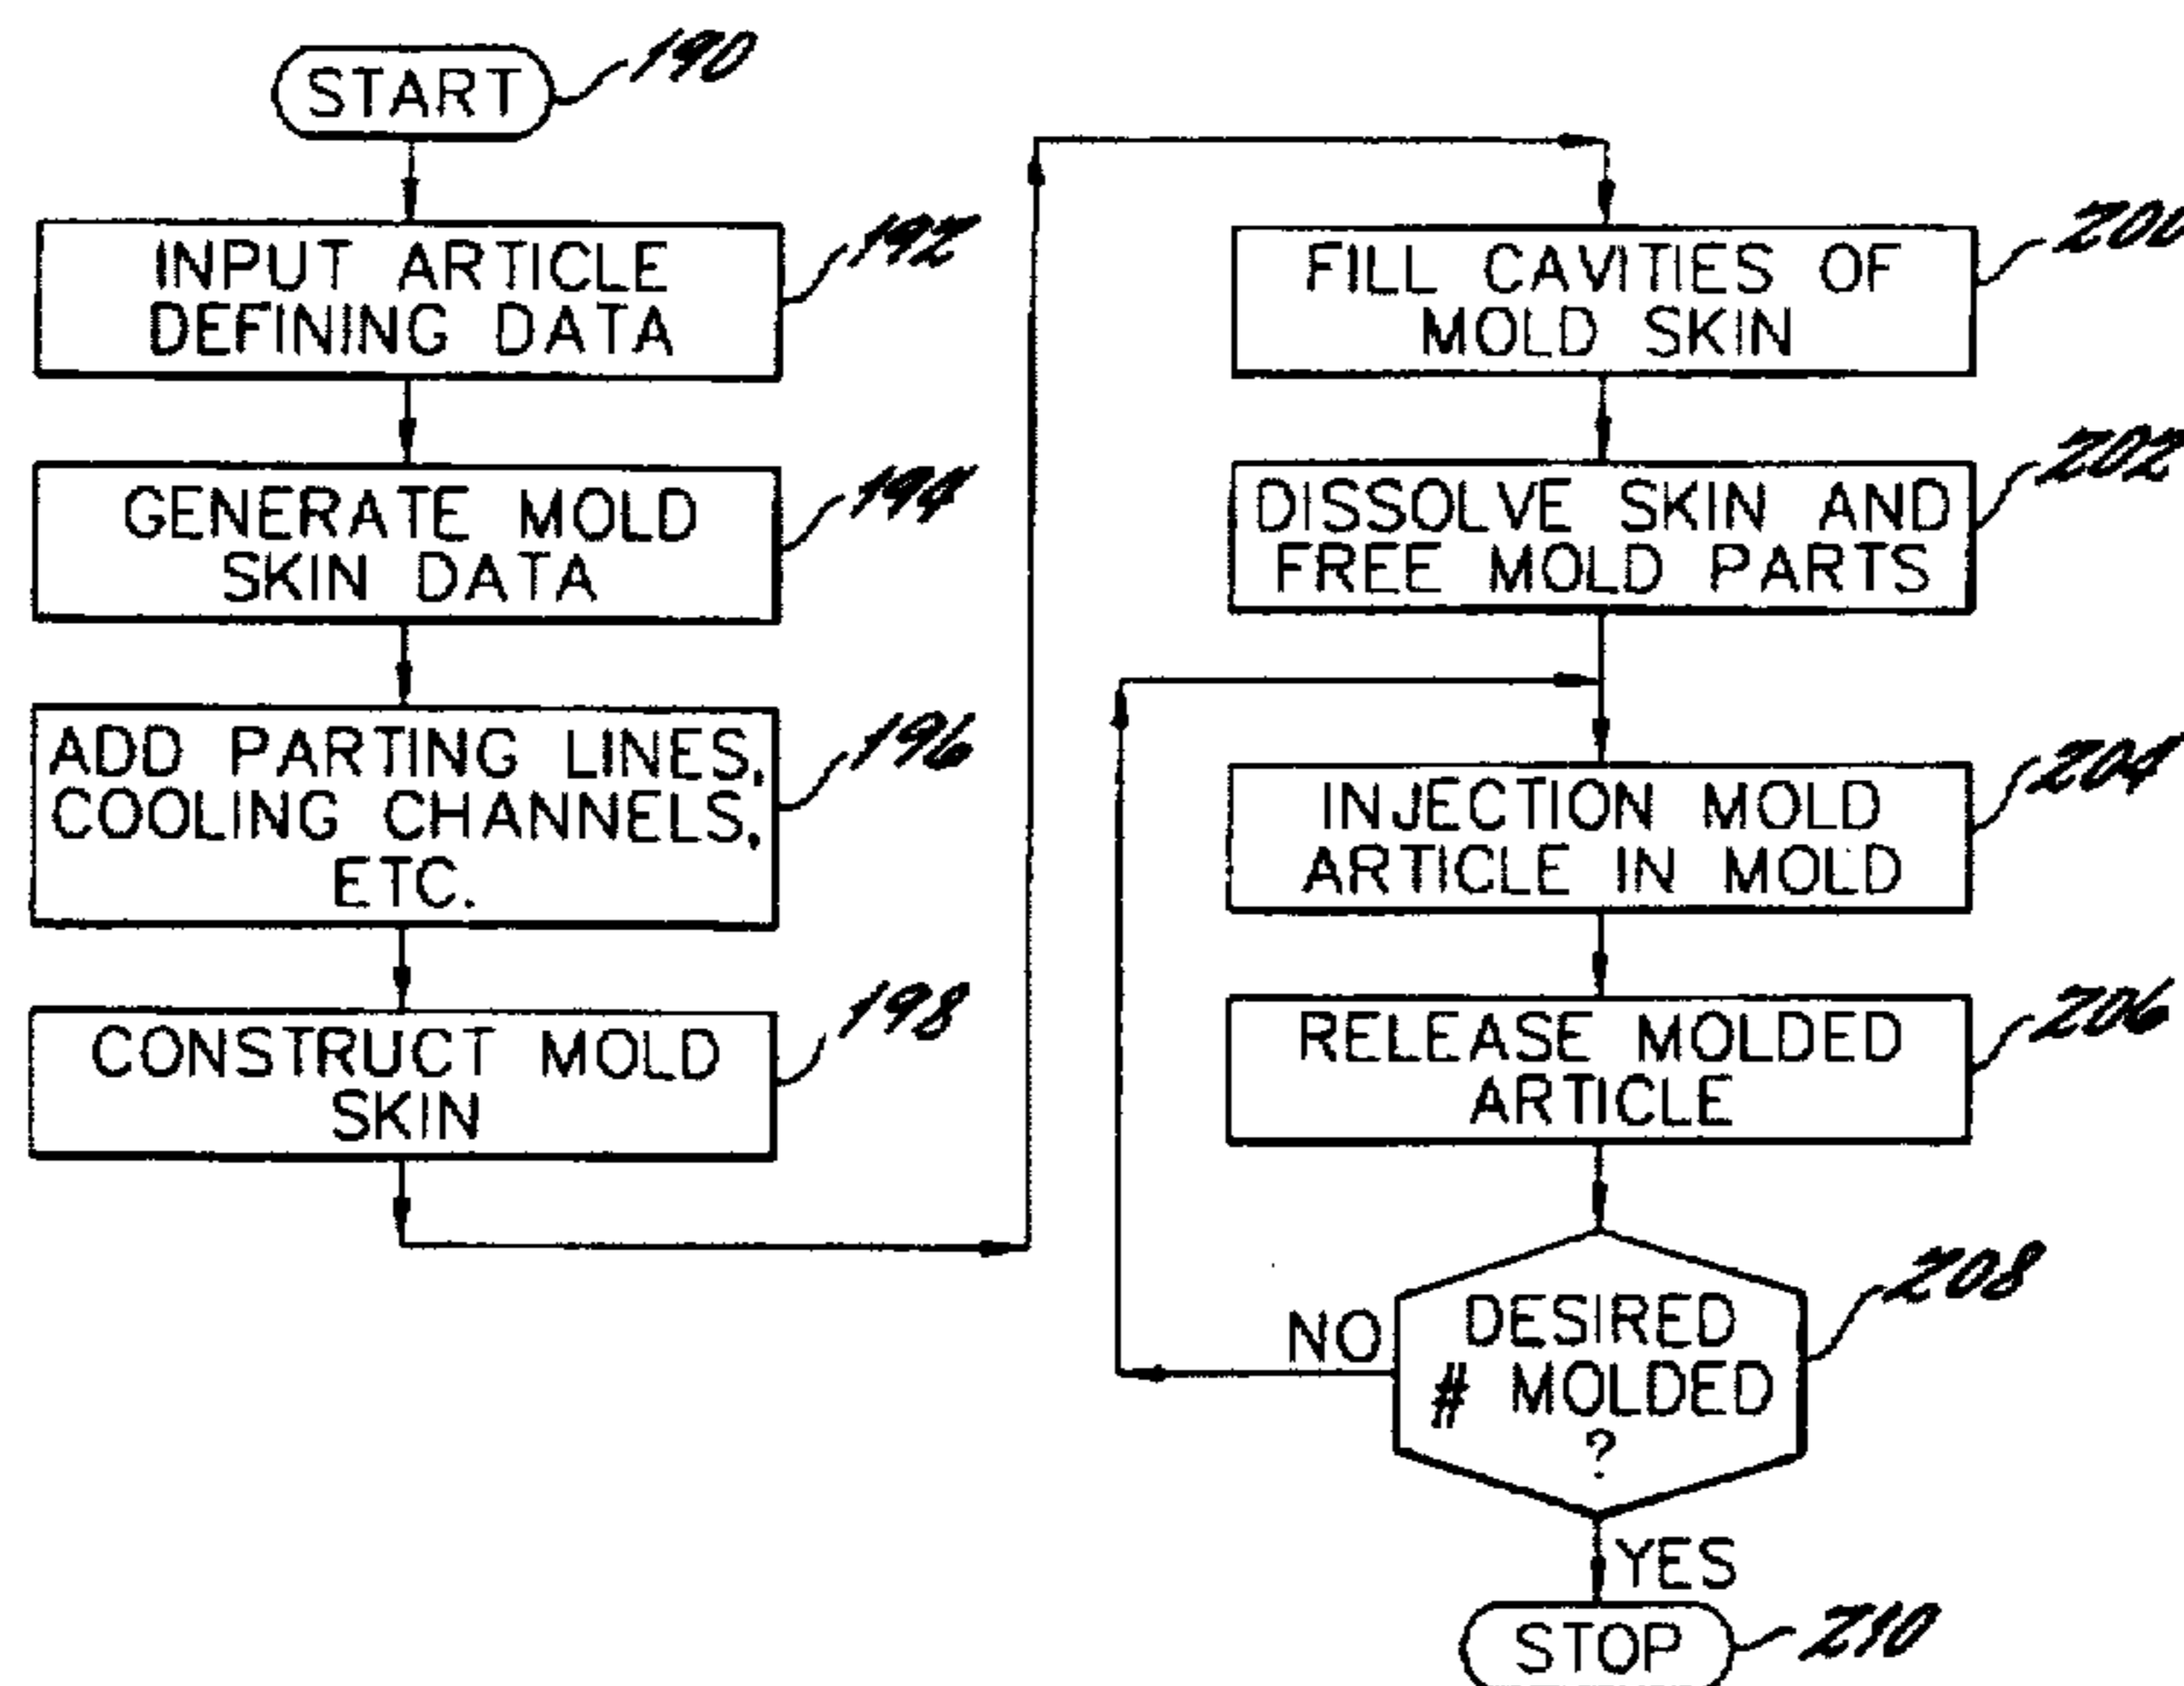 START
190
INPUT ARTICLE
DEFINING DATA
192
GENERATE MOLD
SKIN DATA
194
ADD PARTING LINES,
COOLING CHANNELS,
ETC.
196
CONSTRUCT MOLD
SKIN
198
FILL CAVITIES OF
MOLD SKIN
200
DISSOLVE SKIN AND
FREE MOLD PARTS
202
INJECTION MOLD
ARTICLE IN MOLD
204
RELEASE MOLDED
ARTICLE
206
DESIRED
# MOLDED
?
208
NO
YES
STOP
210